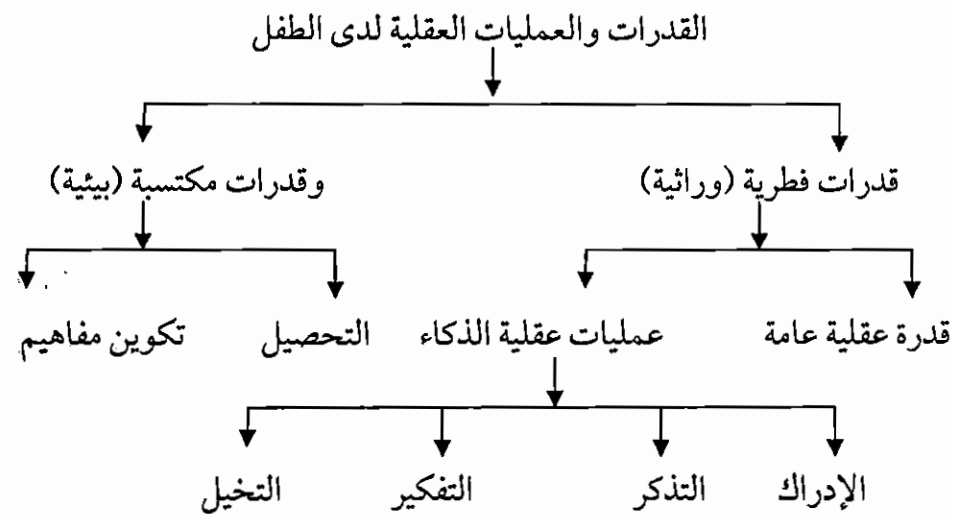 القدرات والعمليات العقلية لدى الطفل
قدرات فطرية (وراثية) وقدرات مكتسبة (بيئية)
قدرة عقلية عامة عمليات عقلية الذكاء التحصيل تكوين مفاهيم
الإدراك التذكر التفكير التخيل